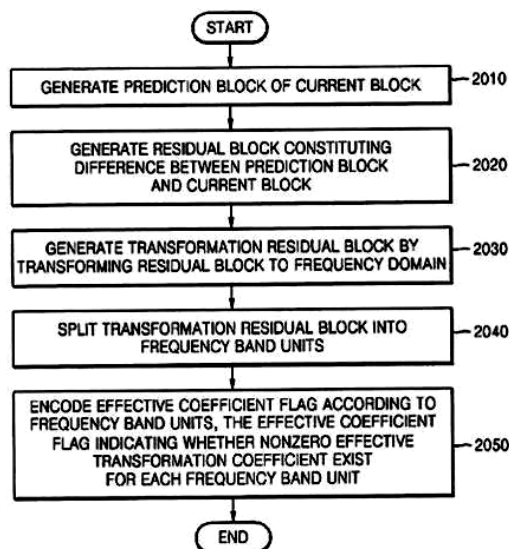 START
GENERATE PREDICTION BLOCK OF CURRENT BLOCK
2010
GENERATE RESIDUAL BLOCK CONSTITUTING
DIFFERENCE BETWEEN PREDICTION BLOCK
AND CURRENT BLOCK
2020
GENERATE TRANSFORMATION RESIDUAL BLOCK BY
TRANSFORMING RESIDUAL BLOCK TO FREQUENCY DOMAIN
2030
SPLIT TRANSFORMATION RESIDUAL BLOCK INTO
FREQUENCY BAND UNITS
2040
ENCODE EFFECTIVE COEFFICIENT FLAG ACCORDING TO
FREQUENCY BAND UNITS, THE EFFECTIVE COEFFICIENT
FLAG INDICATING WHETHER NONZERO EFFECTIVE
TRANSFORMATION COEFFICIENT EXIST
FOR EACH FREQUENCY BAND UNIT
2050
END